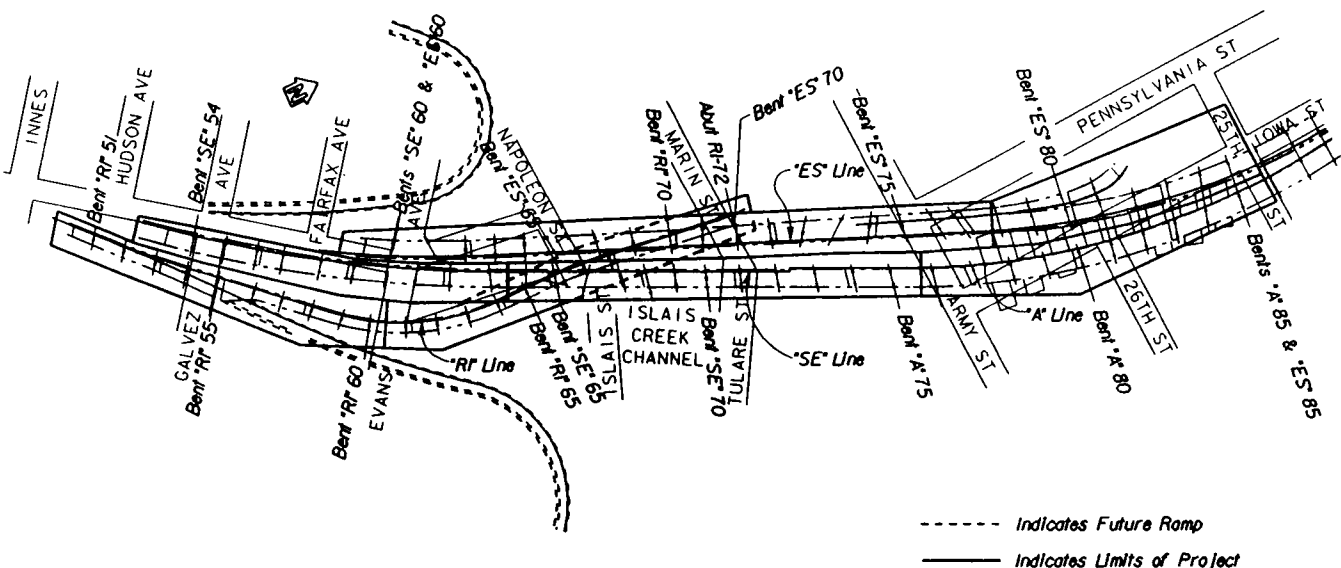 INNES
Bent "RI" 51
HUDSON AVE
Bent "SE" 54
GALVEZ AVE
Bent "RI" 55
FARFAX AVE
Bent "RI" 60
EVANS AVE
Bents "SE" 60 & "ES" 60
"RI" Line
NAPOLEON ST
Bent "ES" 65
Bent "RI" 65
Bent "SE" 65
ISLAIS ST
ISLAIS
CREEK
CHANNEL
Bent "RI" 70
MARIN ST
Abut RI-72
Bent "SE" 70
TULARE ST
Bent "ES" 70
"ES" Line
"SE" Line
Bent "ES" 75
Bent "A" 75
ARMY ST
"A" Line
Bent "ES" 80
Bent "A" 80
26TH ST
PENNSYLVANIA ST
25TH ST
IOWA ST
Bents "A" 85 & "ES" 85
Indicates Future Ramp
Indicates Limits of Project